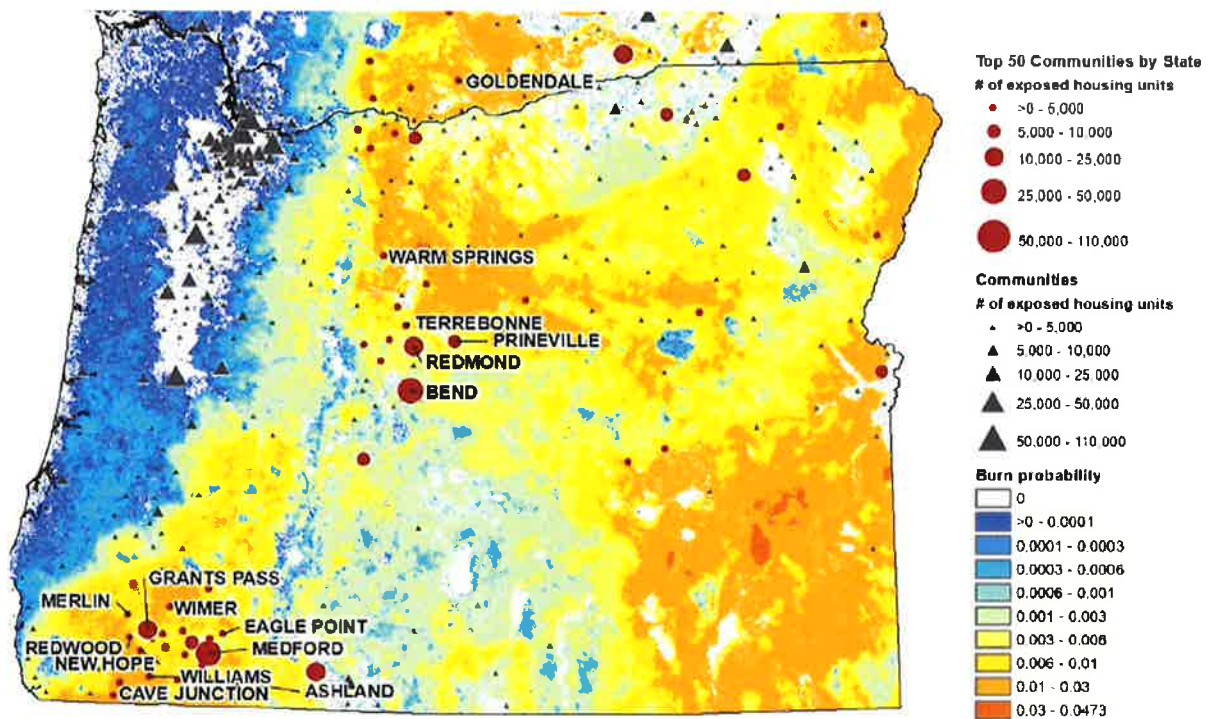 GOLDENDALE
WARM SPRINGS
TERREBONNE
PRINEVILLE
REDMOND
BEND
GRANTS PASS
MERLIN
WIMER
EAGLE POINT
REDWOOD
MEDFORD
NEW HOPE
WILLIAMS
CAVE JUNCTION
ASHLAND
Top 50 Communities by State
# of exposed housing units
>0 - 5,000
5,000 - 10,000
10,000 - 25,000
25,000 - 50,000
50,000 - 110,000
Communities
# of exposed housing units
>0 - 5,000
5,000 - 10,000
10,000 - 25,000
25,000 - 50,000
50,000 - 110,000
Burn probability
0
>0 - 0.0001
0.0001 - 0.0003
0.0003 - 0.0006
0.0006 - 0.001
0.001 - 0.003
0.003 - 0.006
0.006 - 0.01
0.01 - 0.03
0.03 - 0.0473